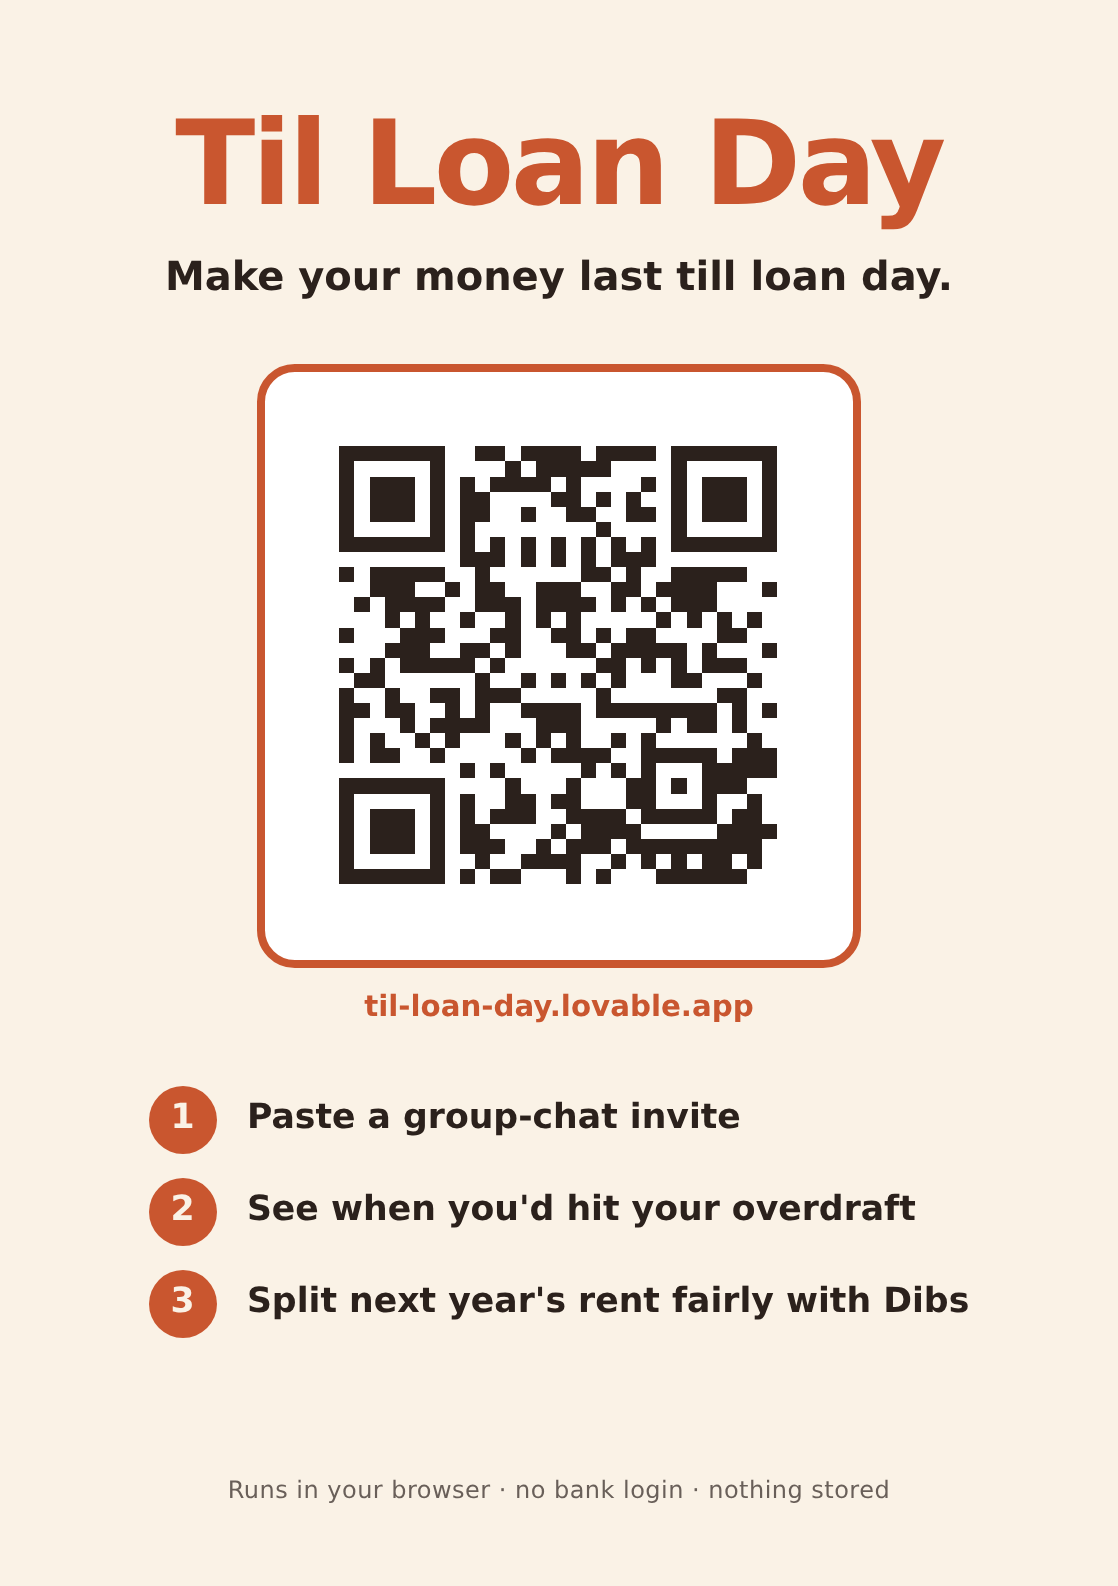 Til Loan Day
Make your money last till loan day.
til-loan-day.lovable.app
1 Paste a group-chat invite
2 See when you'd hit your overdraft
3 Split next year's rent fairly with Dibs
Runs in your browser · no bank login · nothing stored